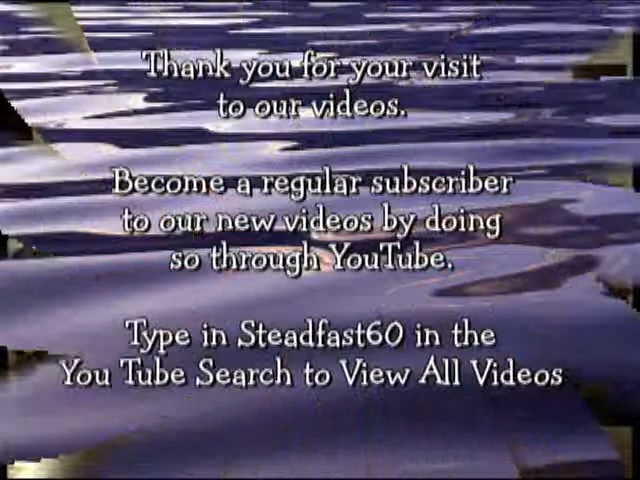 Thank you for your visit
to our videos.
Become a regular subscriber
to our new videos by doing
so through YouTube.
Type in Steadfast60 in the
You Tube Search to View All Videos